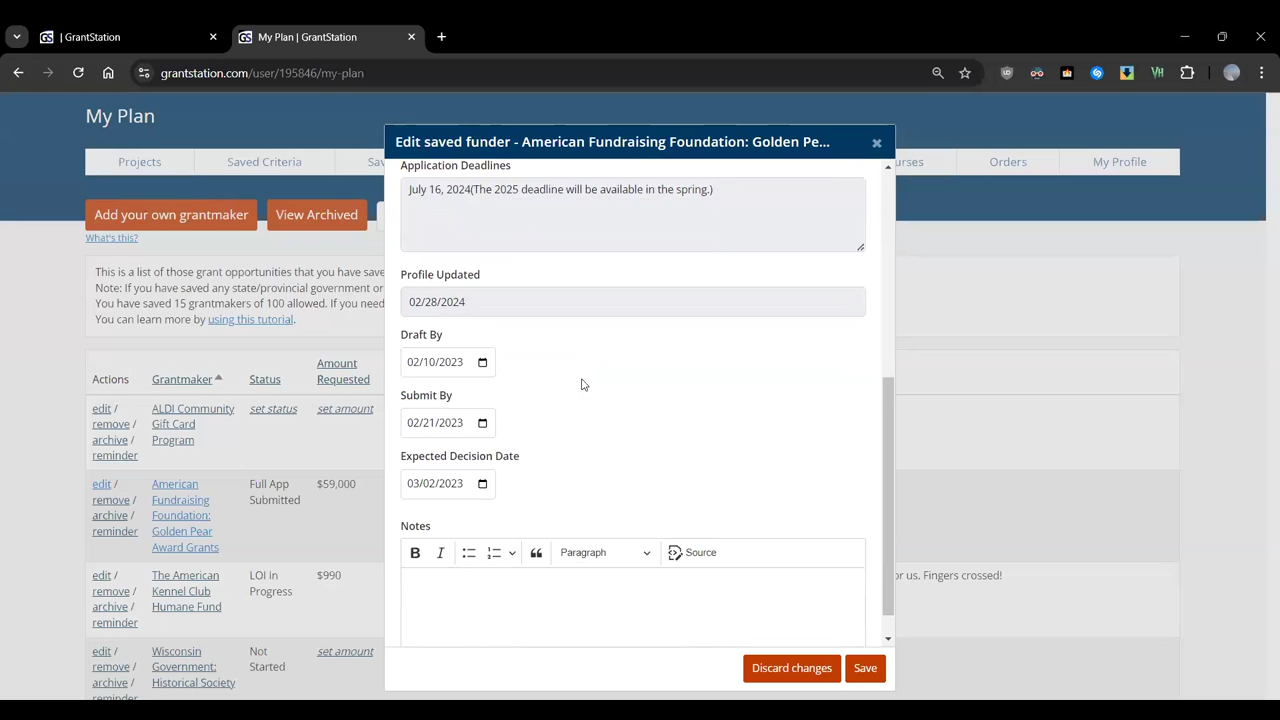 | GrantStation
My Plan | GrantStation
grantstation.com/user/195846/my-plan
My Plan
Projects
Saved Criteria
Orders
My Profile
Add your own grantmaker
View Archived
What's this?
This is a list of those grant opportunities that you have
Note: If you have saved any state/provincial government or
You have saved 15 grantmakers of 100 allowed. If you need
You can learn more by using this tutorial.
Actions
Grantmaker
Status
Amount
Requested
edit /
remove /
archive /
reminder
ALDI Community
Gift Card
Program
set status
set amount
edit /
remove /
archive /
reminder
American
Fundraising
Foundation:
Golden Pear
Award Grants
Full App
Submitted
$59,000
edit /
remove /
archive /
reminder
The American
Kennel Club
Humane Fund
LOI in
Progress
$990
or us. Fingers crossed!
edit /
remove /
archive /
reminder
Wisconsin
Government:
Historical Society
Not
Started
set amount
Edit saved funder - American Fundraising Foundation: Golden Pe...
Application Deadlines
July 16, 2024(The 2025 deadline will be available in the spring.)
Profile Updated
02/28/2024
Draft By
02/10/2023
Submit By
02/21/2023
Expected Decision Date
03/02/2023
Notes
B I Paragraph Source
Discard changes
Save